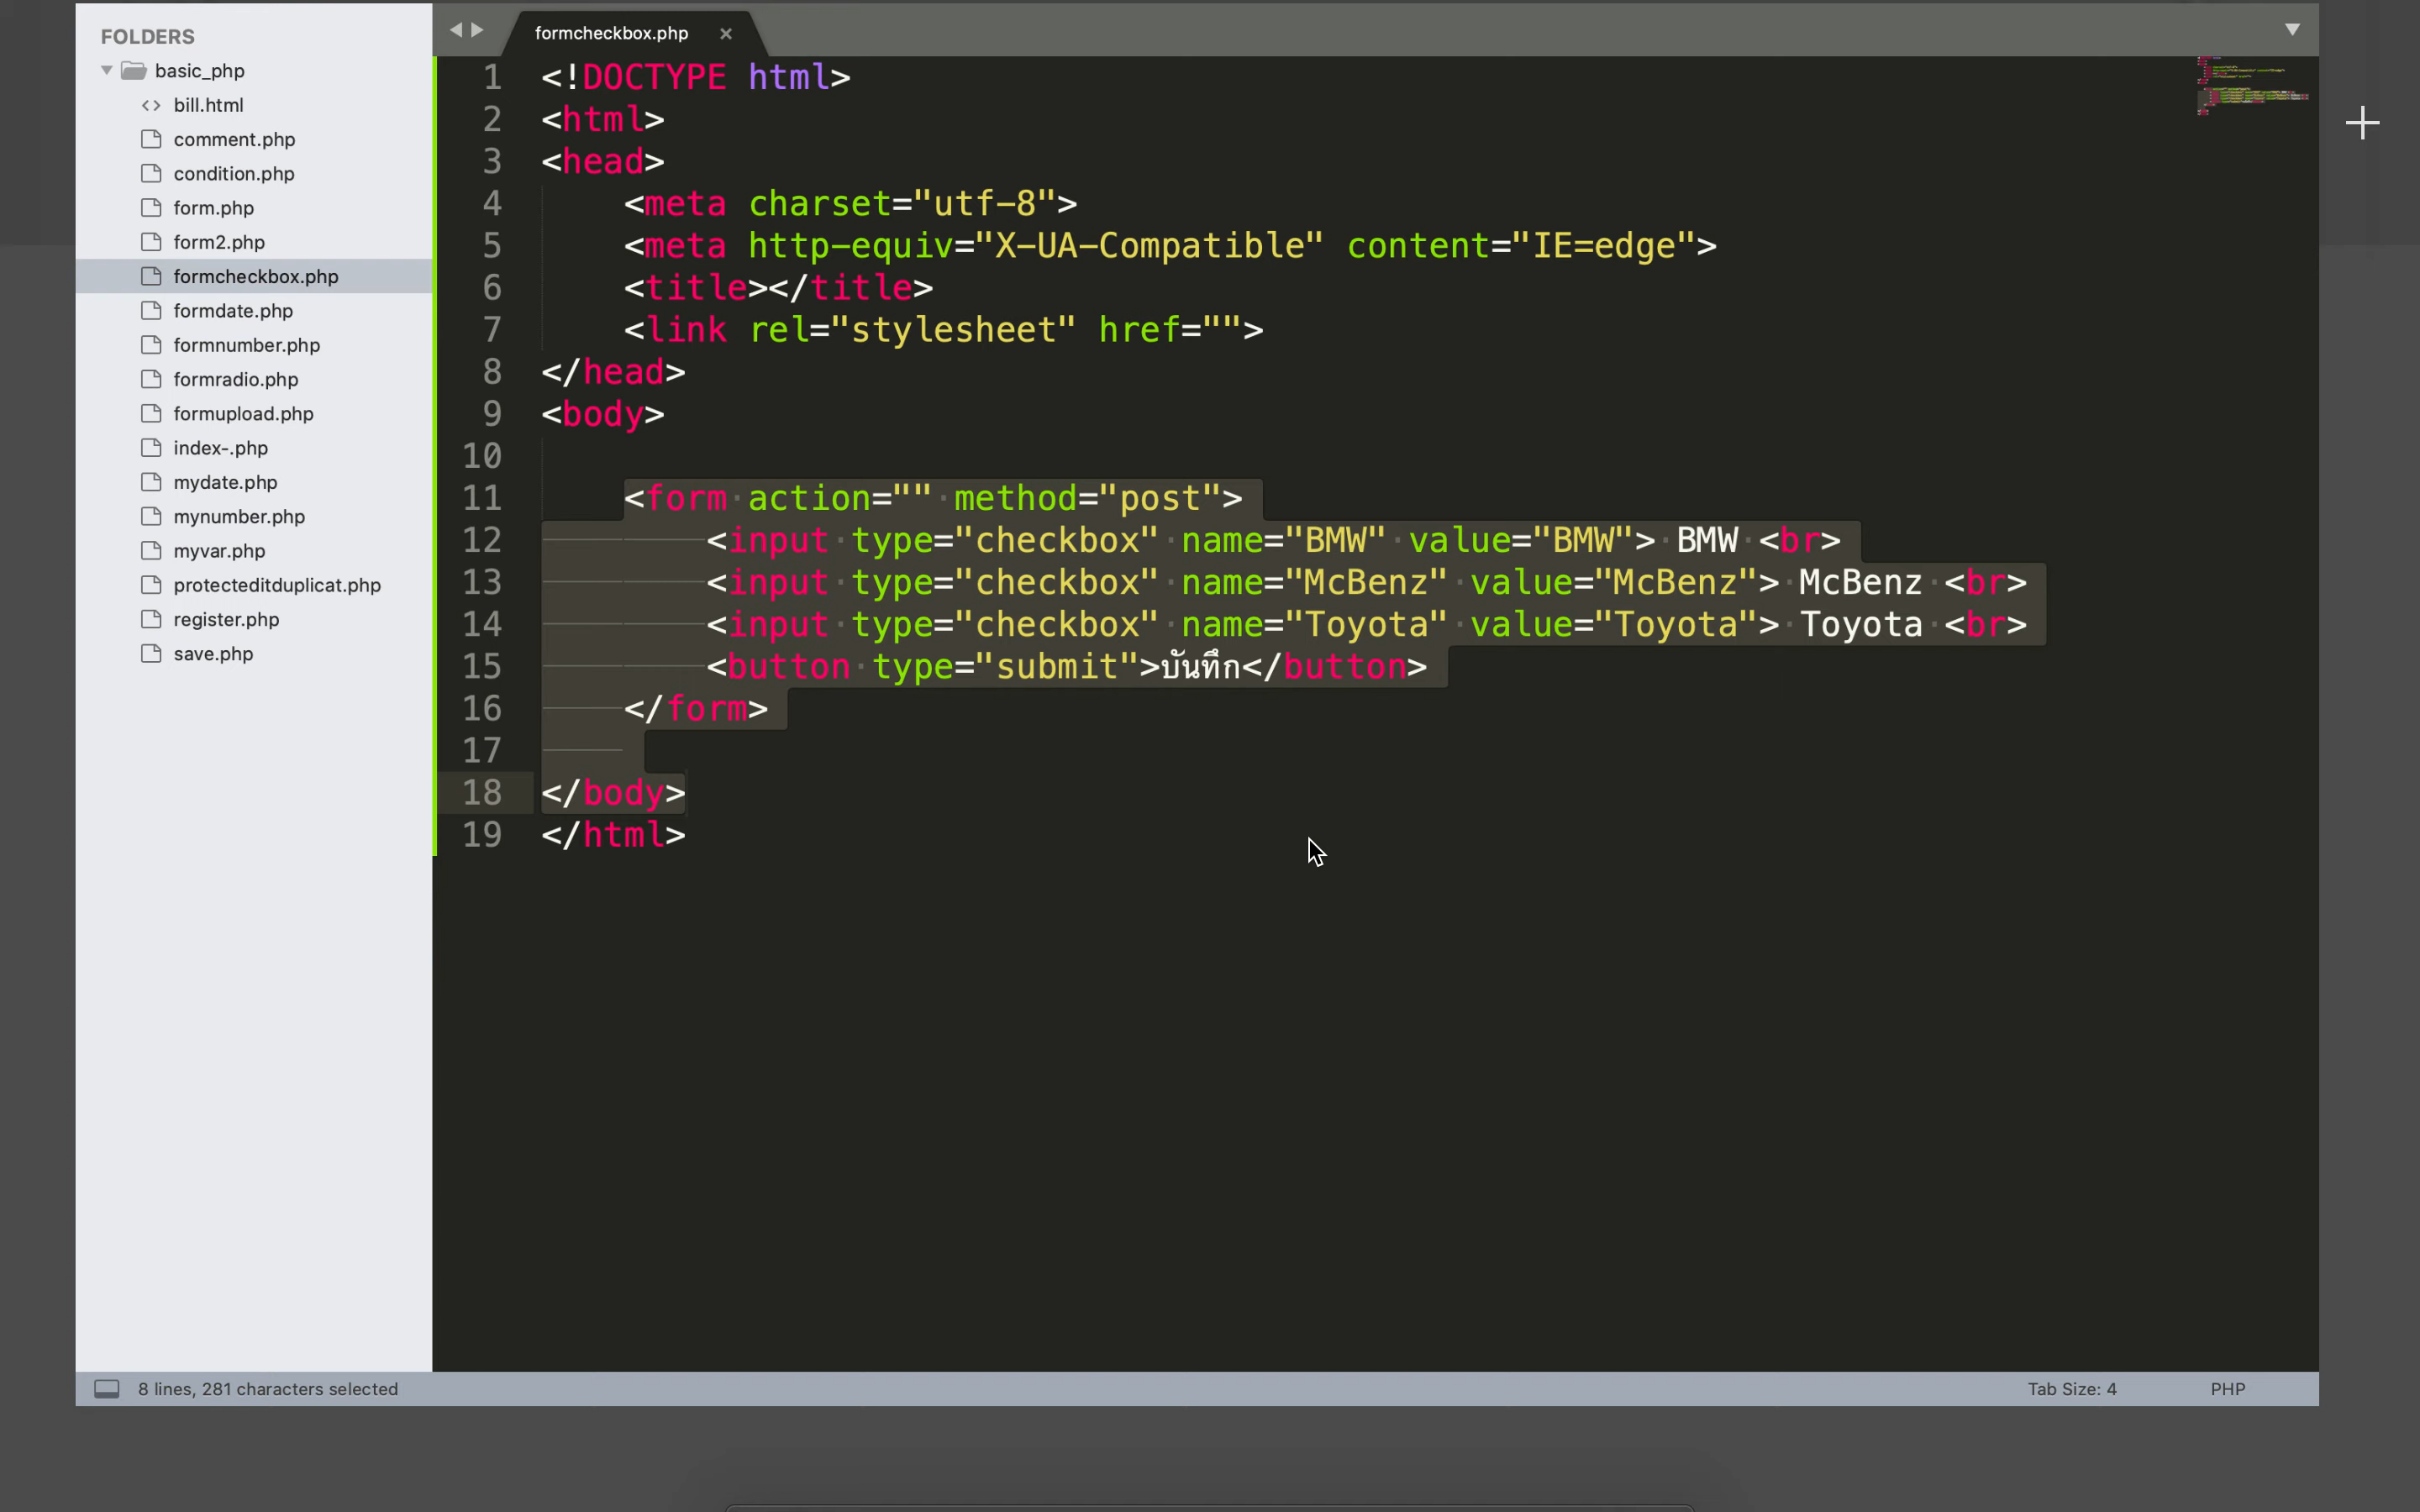 FOLDERS
basic_php
bill.html
comment.php
condition.php
form.php
form2.php
formcheckbox.php
formdate.php
formnumber.php
formradio.php
formupload.php
index-.php
mydate.php
mynumber.php
myvar.php
protecteditduplicat.php
register.php
save.php
formcheckbox.php ×
1 <!DOCTYPE html>
2 <html>
3 <head>
4 <meta charset="utf-8">
5 <meta http-equiv="X-UA-Compatible" content="IE=edge">
6 <title></title>
7 <link rel="stylesheet" href="">
8 </head>
9 <body>
10
11 <form action="" method="post">
12 <input type="checkbox" name="BMW" value="BMW"> BMW <br>
13 <input type="checkbox" name="McBenz" value="McBenz"> McBenz <br>
14 <input type="checkbox" name="Toyota" value="Toyota"> Toyota <br>
15 <button type="submit">บันทึก</button>
16 </form>
17
18 </body>
19 </html>
8 lines, 281 characters selected
Tab Size: 4
PHP